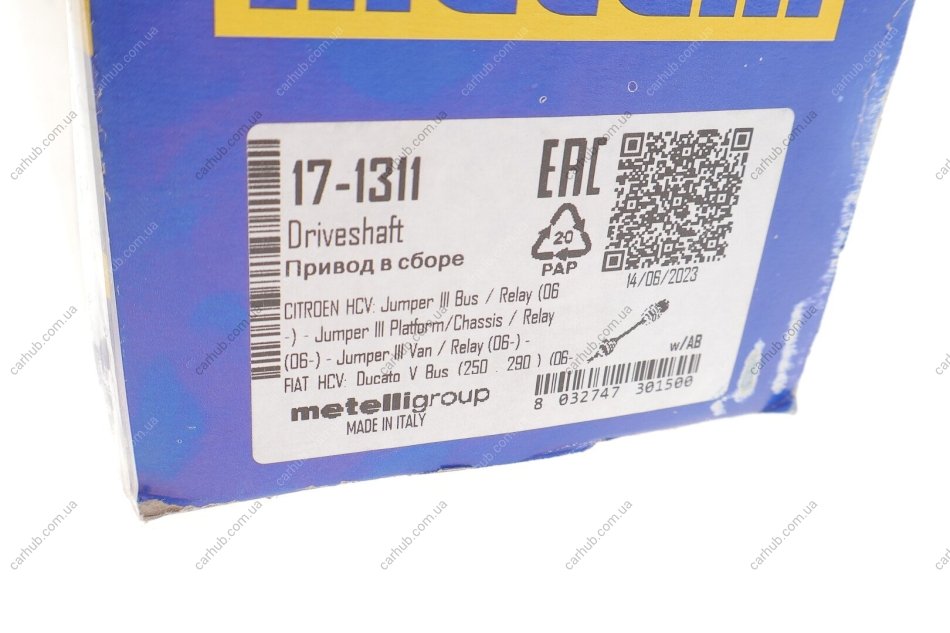 17-1311
Driveshaft
Привод в сборе
EAC
20
PAP
14/06/2023
CITROEN HCV: Jumper III Bus / Relay (06
-) - Jumper III Platform/Chassis / Relay
(06-) - Jumper III Van / Relay (06-) -
FIAT HCV: Ducato V Bus (250 . 290 ) (06-
w/AB
8 032747 301500
metelligroup
MADE IN ITALY
carhub.com.ua